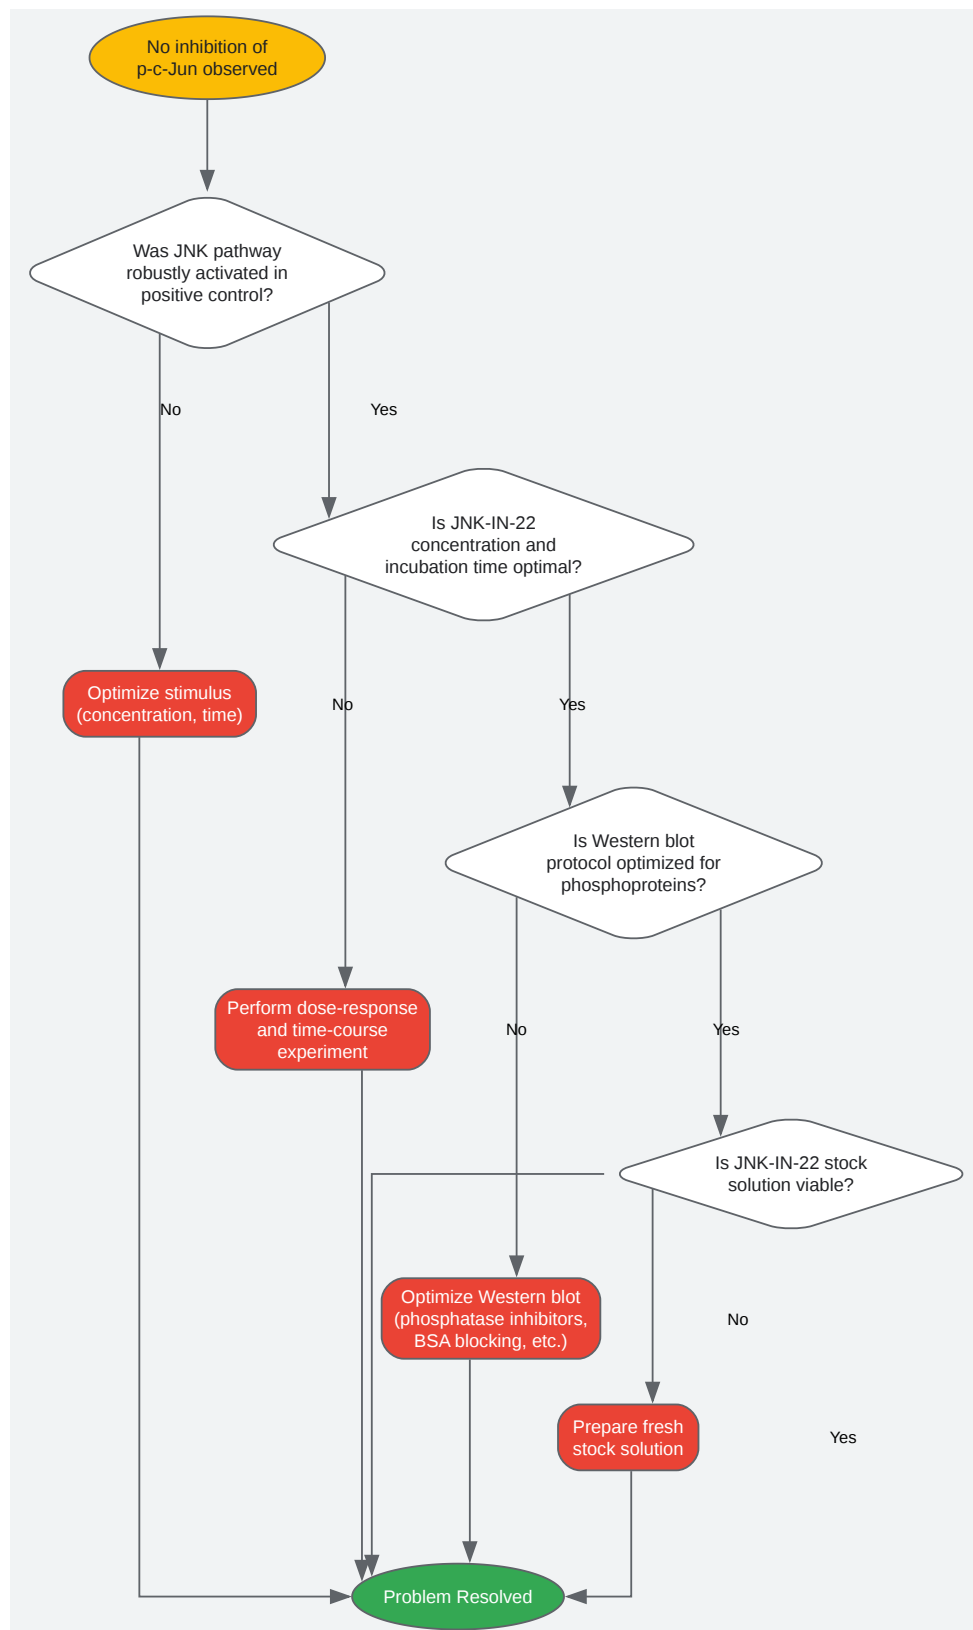 No inhibition of
p-c-Jun observed
Was JNK pathway
robustly activated in
positive control?
No
Yes
Is JNK-IN-22
concentration and
incubation time optimal?
Optimize stimulus
(concentration, time)
No
Yes
Is Western blot
protocol optimized for
phosphoproteins?
Perform dose-response
and time-course
experiment
No
Yes
Is JNK-IN-22 stock
solution viable?
Optimize Western blot
(phosphatase inhibitors,
BSA blocking, etc.)
No
Prepare fresh
stock solution
Yes
Problem Resolved